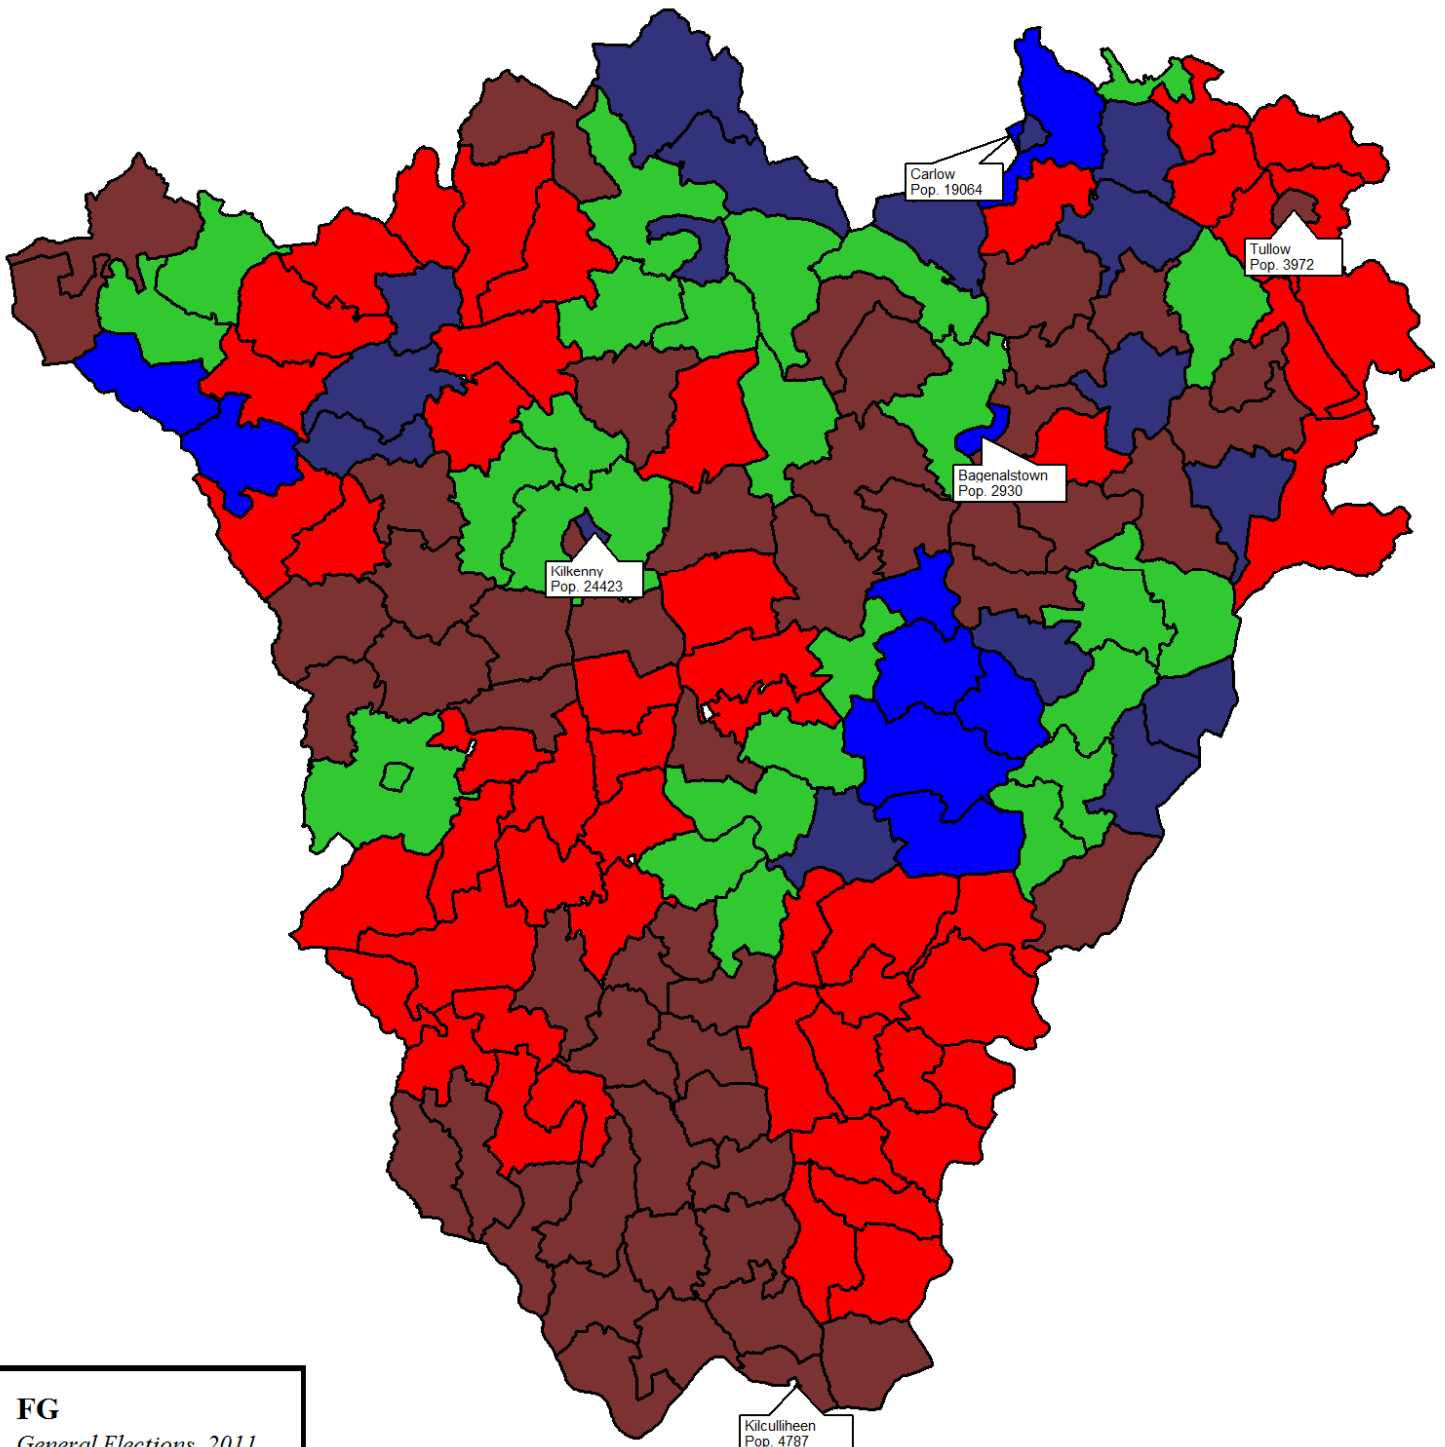 Carlow
Pop. 19064
Tullow
Pop. 3972
Bagenalstown
Pop. 2930
Kilkenny
Pop. 24423
FG
General Elections, 2011
Kilculliheen
Pop. 4787